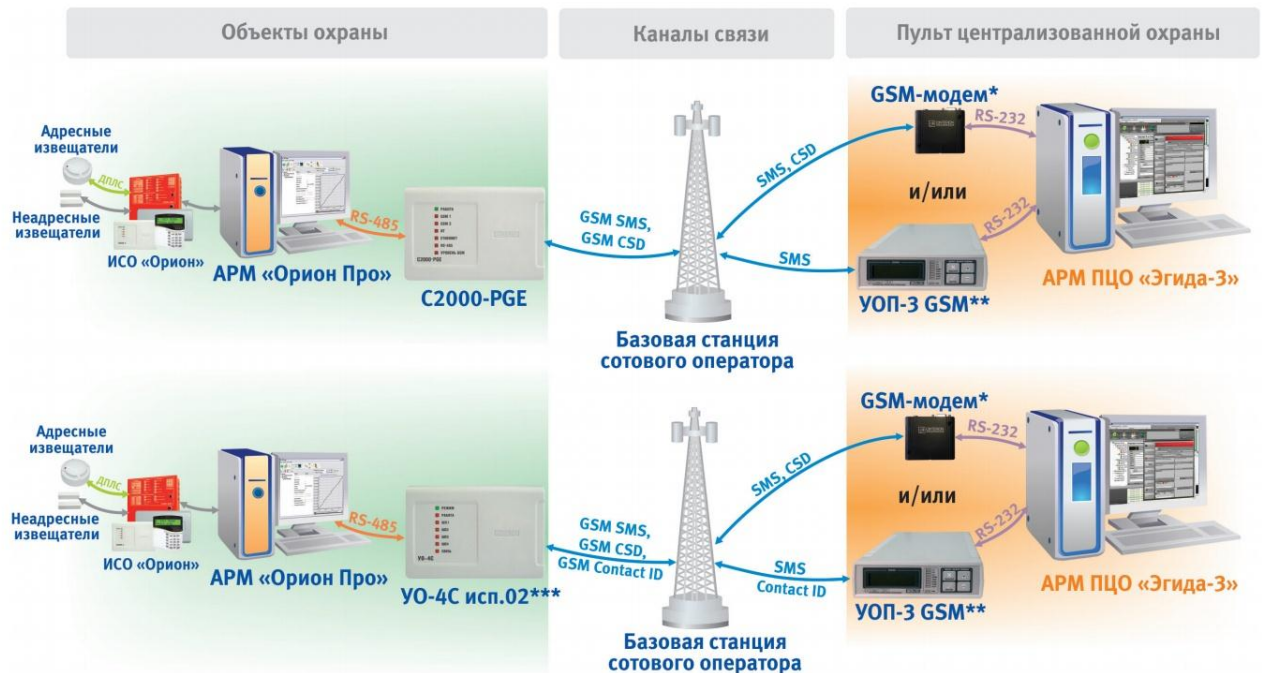 Объекты охраны
Каналы связи
Пульт централизованной охраны
Адресные
извещатели
ДПЛС
Неадресные
извещатели
ИСО «Орион»
АРМ «Орион Про»
RS-485
С2000-PGE
GSM SMS,
GSM CSD
SMS, CSD
SMS
Базовая станция
сотового оператора
GSM-модем*
RS-232
и/или
RS-232
УОП-3 GSM**
АРМ ПЦО «Эгида-3»
Адресные
извещатели
ДПЛС
Неадресные
извещатели
ИСО «Орион»
АРМ «Орион Про»
RS-485
УО-4С
УО-4С исп.02***
GSM SMS,
GSM CSD,
GSM Contact ID
SMS, CSD
SMS
Contact ID
Базовая станция
сотового оператора
GSM-модем*
RS-232
и/или
RS-232
УОП-3 GSM**
АРМ ПЦО «Эгида-3»